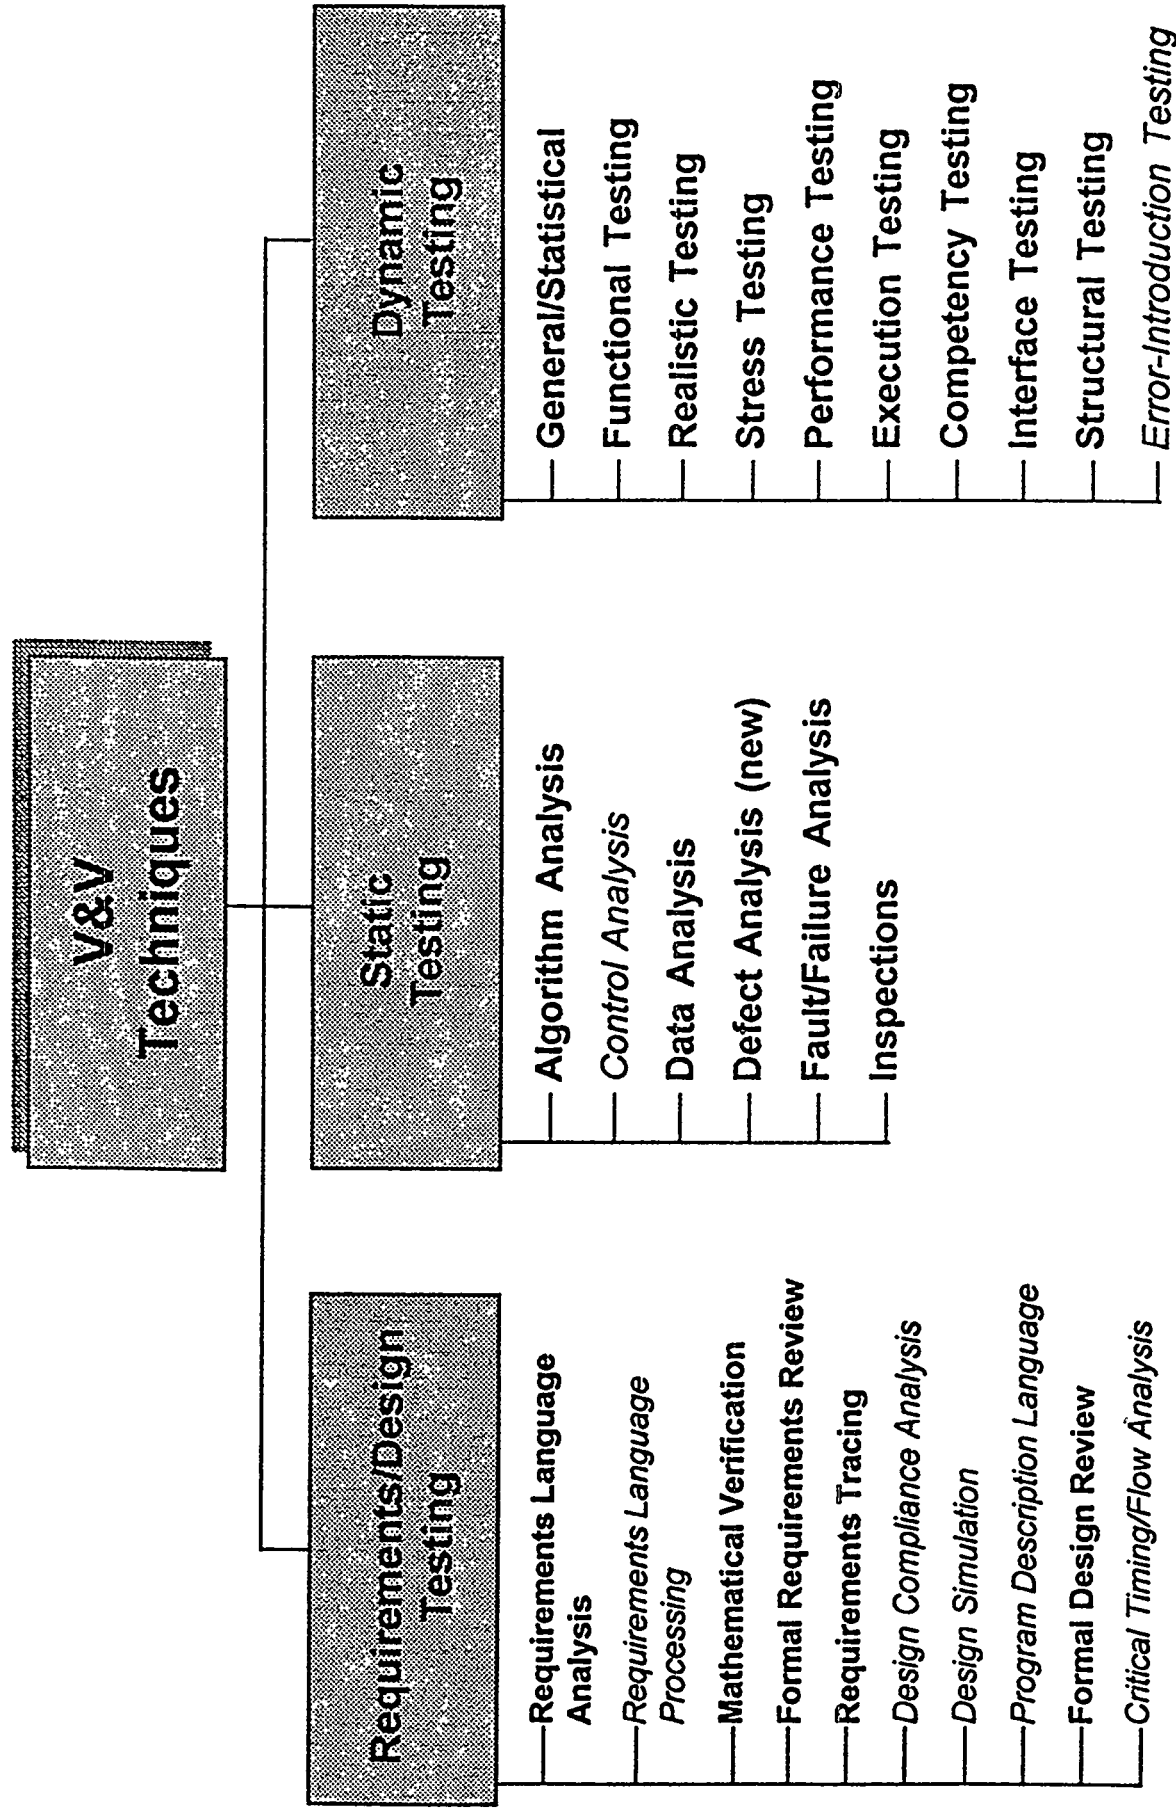 V&V
Techniques
Requirements/Design
Testing
Requirements Language
Analysis
Requirements Language
Processing
Mathematical Verification
Formal Requirements Review
Requirements Tracing
Design Compliance Analysis
Design Simulation
Program Description Language
Formal Design Review
Critical Timing/Flow Analysis
Static
Testing
Algorithm Analysis
Control Analysis
Data Analysis
Defect Analysis (new)
Fault/Failure Analysis
Inspections
Dynamic
Testing
General/Statistical
Functional Testing
Realistic Testing
Stress Testing
Performance Testing
Execution Testing
Competency Testing
Interface Testing
Structural Testing
Error-Introduction Testing